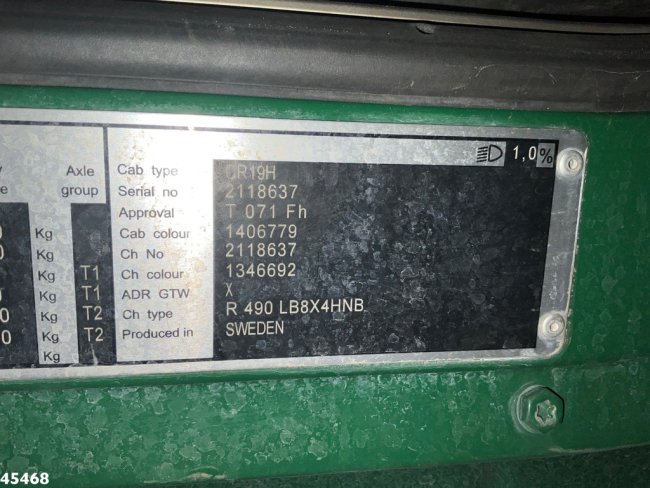 1,0%
Axle
group
Kg
Kg
Kg T1
Kg T1
0 Kg T2
0 Kg T2
Kg
Cab type CR19H
Serial no 2118637
Approval T 071 Fh
Cab colour 1406779
Ch No 2118637
Ch colour 1346692
ADR GTW X
Ch type R 490 LB8X4HNB
Produced in SWEDEN
45468